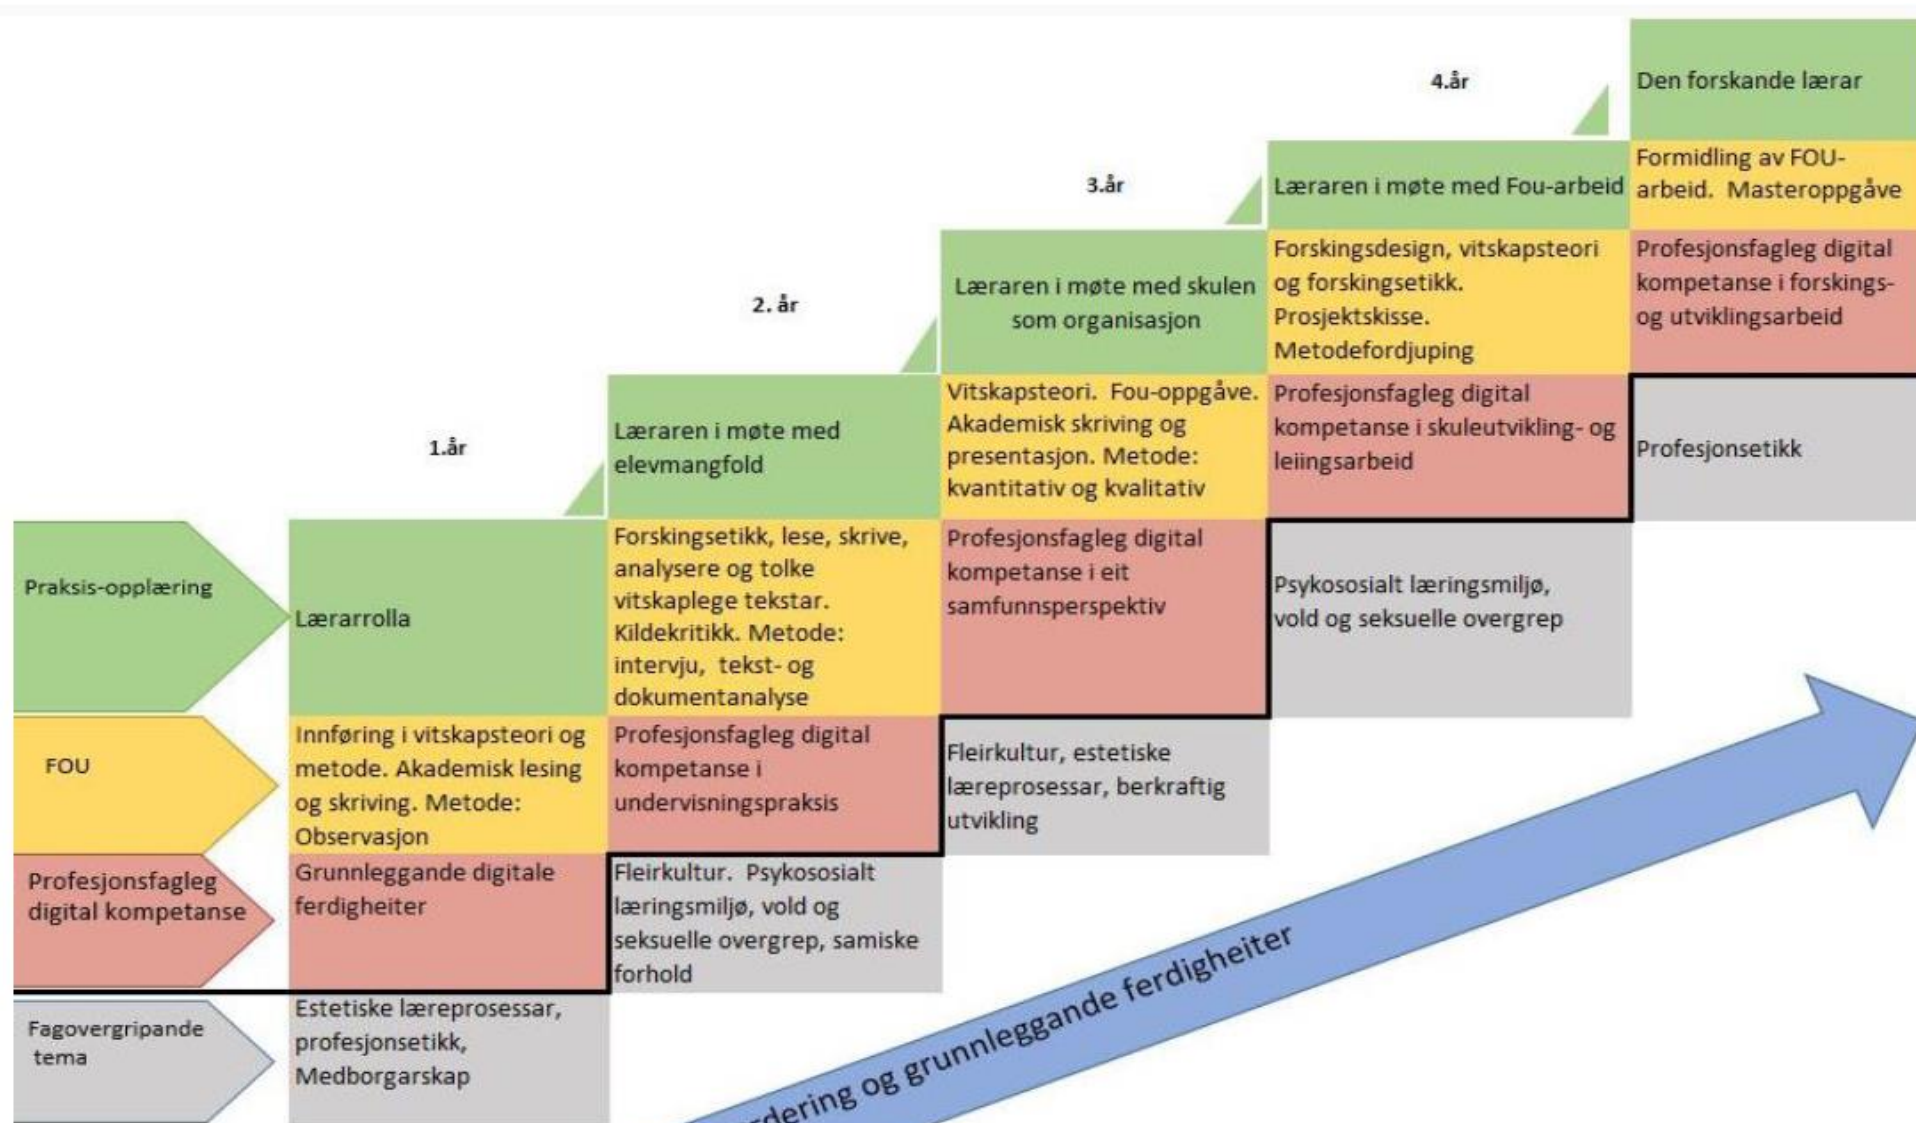 Praksis-opplæring
FOU
Profesjonsfagleg
digital kompetanse
Fagovergripande
tema
1.år
Lærarrolla
Innføring i vitskapsteori og
metode. Akademisk lesing
og skriving. Metode:
Observasjon
Grunnleggande digitale
ferdigheiter
Estetiske læreprosessar,
profesjonsetikk,
Medborgarskap
2. år
Læraren i møte med
elevmangfold
Forskingsetikk, lese, skrive,
analysere og tolke
vitskaplege tekstar.
Kildekritikk. Metode:
intervju, tekst- og
dokumentanalyse
Profesjonsfagleg digital
kompetanse i
undervisningspraksis
Fleirkultur. Psykososialt
læringsmiljø, vold og
seksuelle overgrep, samiske
forhold
3.år
Læraren i møte med skulen
som organisasjon
Vitskapsteori. Fou-oppgåve.
Akademisk skriving og
presentasjon. Metode:
kvantitativ og kvalitativ
Profesjonsfagleg digital
kompetanse i eit
samfunnsperspektiv
Fleirkultur, estetiske
læreprosessar, berkraftig
utvikling
4.år
Læraren i møte med Fou-arbeid
Forskingsdesign, vitskapsteori
og forskingsetikk.
Prosjektskisse.
Metodefordjuping
Profesjonsfagleg digital
kompetanse i skuleutvikling- og
leiingsarbeid
Psykososialt læringsmiljø,
vold og seksuelle overgrep
Den forskande lærar
Formidling av FOU-
arbeid. Masteroppgåve
Profesjonsfagleg digital
kompetanse i forskings-
og utviklingsarbeid
Profesjonsetikk
og grunnleggande ferdigheiter